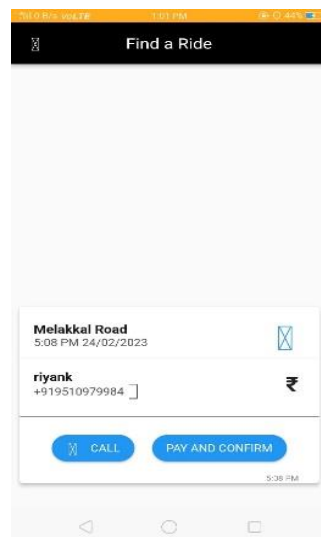 1:01 PM
44%
Find a Ride
Melakkal Road
5:08 PM 24/02/2023
riyank
+919510979984
₹
CALL
PAY AND CONFIRM
5:38 PM